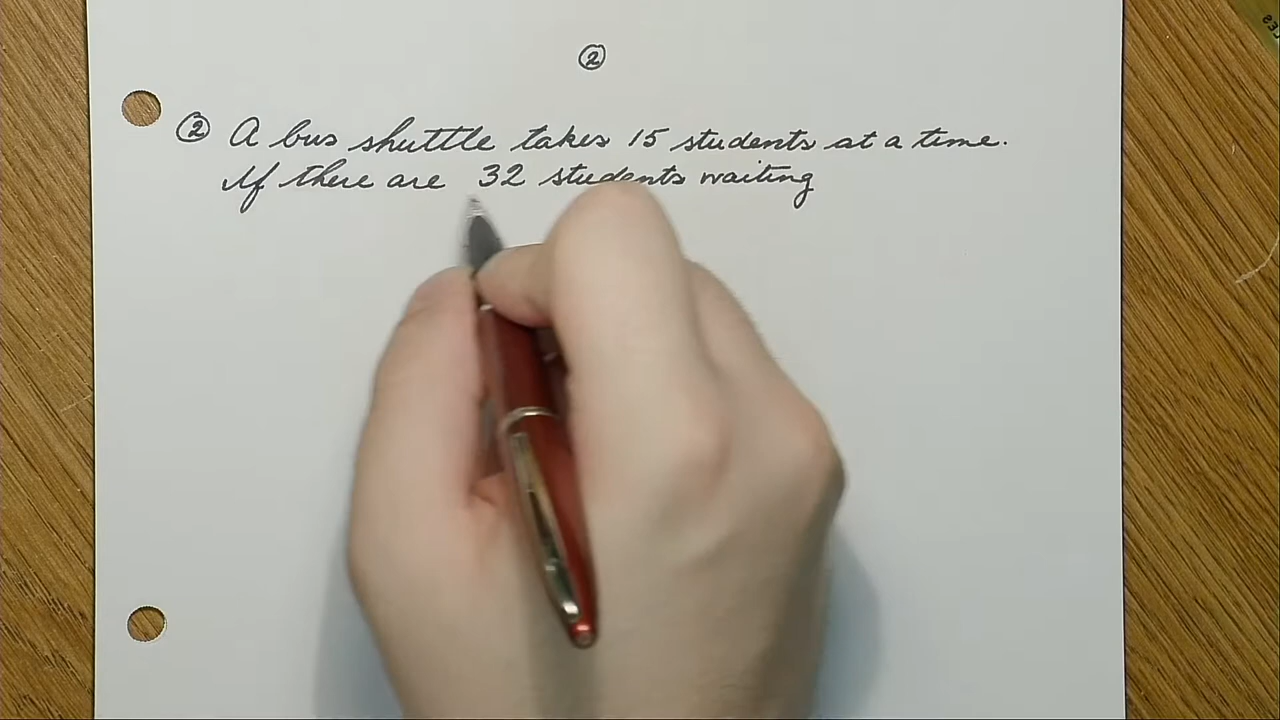 ②
② A bus shuttle takes 15 students at a time.
If there are 32 students waiting